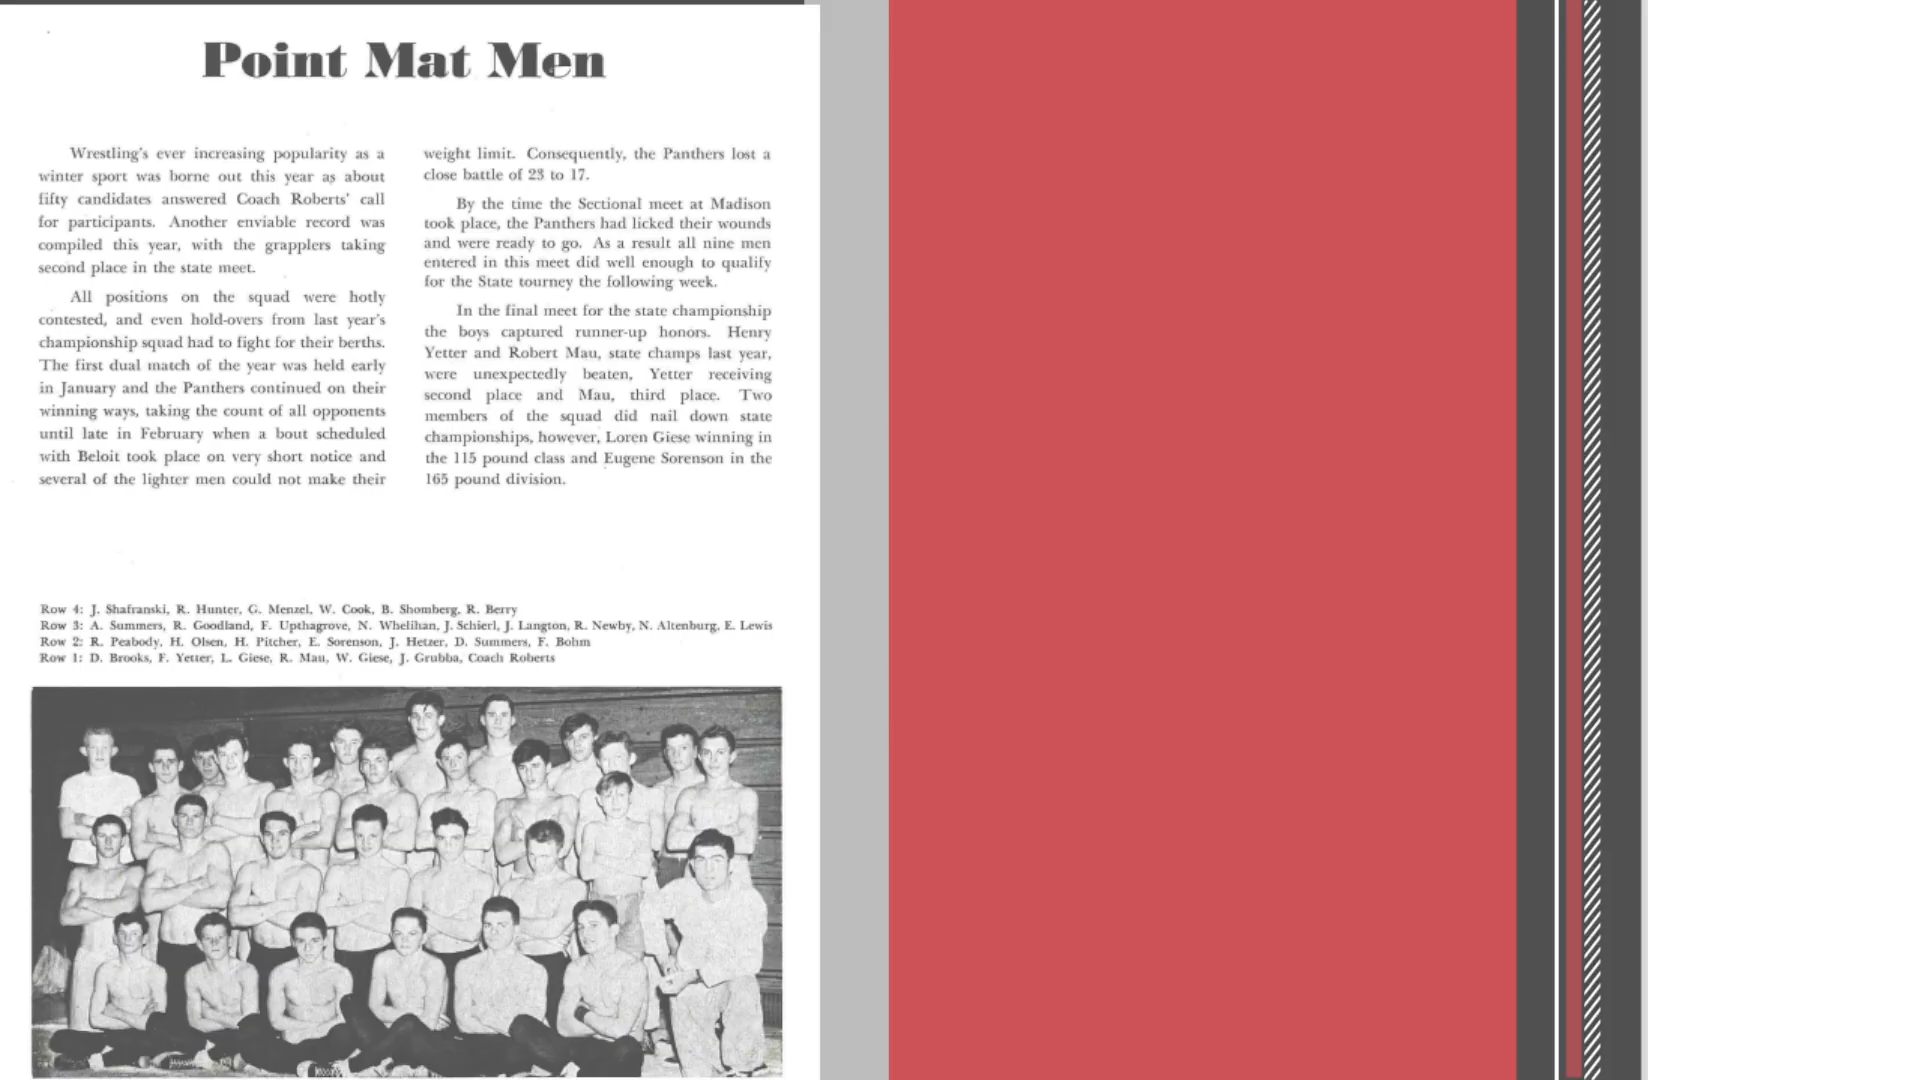 Point Mat Men
Wrestling's ever increasing popularity as a
winter sport was borne out this year as about
fifty candidates answered Coach Roberts' call
for participants. Another enviable record was
compiled this year, with the grapplers taking
second place in the state meet.
All positions on the squad were hotly
contested, and even hold-overs from last year's
championship squad had to fight for their berths.
The first dual match of the year was held early
in January and the Panthers continued on their
winning ways, taking the count of all opponents
until late in February when a bout scheduled
with Beloit took place on very short notice and
several of the lighter men could not make their
weight limit. Consequently, the Panthers lost a
close battle of 23 to 17.
By the time the Sectional meet at Madison
took place, the Panthers had licked their wounds
and were ready to go. As a result all nine men
entered in this meet did well enough to qualify
for the State tourney the following week.
In the final meet for the state championship
the boys captured runner-up honors. Henry
Yetter and Robert Mau, state champs last year,
were unexpectedly beaten, Yetter receiving
second place and Mau, third place. Two
members of the squad did nail down state
championships, however, Loren Giese winning in
the 115 pound class and Eugene Sorenson in the
165 pound division.
Row 4: J. Shafranski, R. Hunter, G. Menzel, W. Cook, B. Shomberg, R. Berry
Row 3: A. Summers, R. Goodland, F. Upthagrove, N. Whelihan, J. Schierl, J. Langton, R. Newby, N. Altenburg, E. Lewis
Row 2: R. Peabody, H. Olsen, H. Pitcher, E. Sorenson, J. Hetzer, D. Summers, F. Bohm
Row 1: D. Brooks, F. Yetter, L. Giese, R. Mau, W. Giese, J. Grubba, Coach Roberts